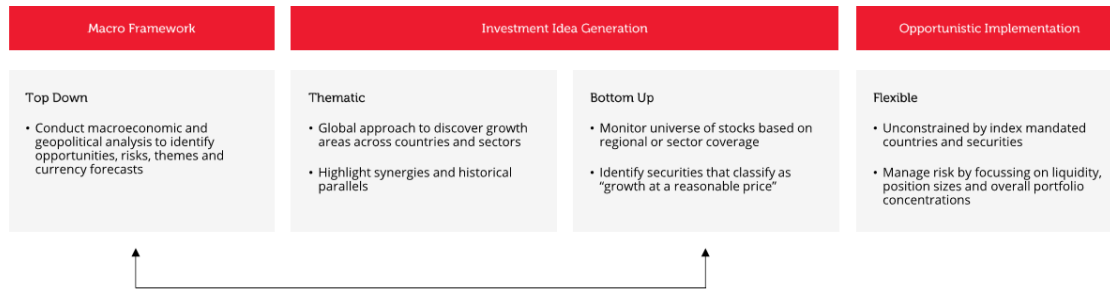 Macro Framework
Investment Idea Generation
Opportunistic Implementation
Top Down
• Conduct macroeconomic and
geopolitical analysis to identify
opportunities, risks, themes and
currency forecasts
Thematic
• Global approach to discover growth
areas across countries and sectors
• Highlight synergies and historical
parallels
Bottom Up
• Monitor universe of stocks based on
regional or sector coverage
• Identify securities that classify as
“growth at a reasonable price”
Flexible
• Unconstrained by index mandated
countries and securities
• Manage risk by focussing on liquidity,
position sizes and overall portfolio
concentrations